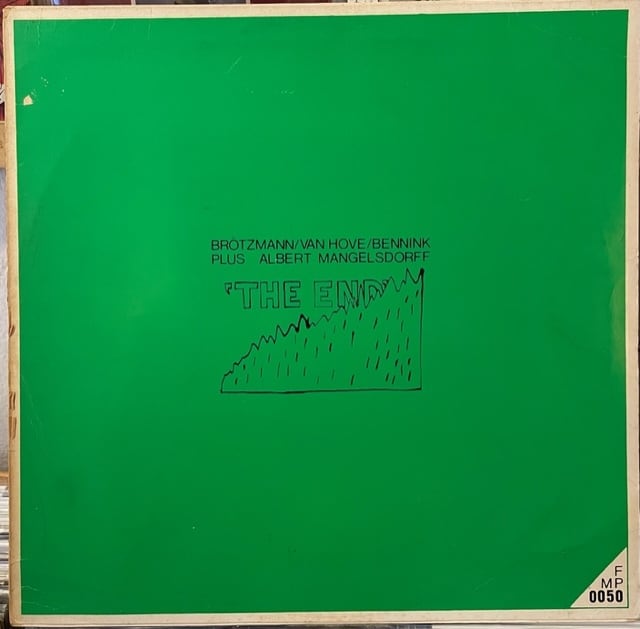 BRÖTZMANN/VAN HOVE/BENNINK
PLUS ALBERT MANGELSDORFF
'THE END'
F
MP
0050